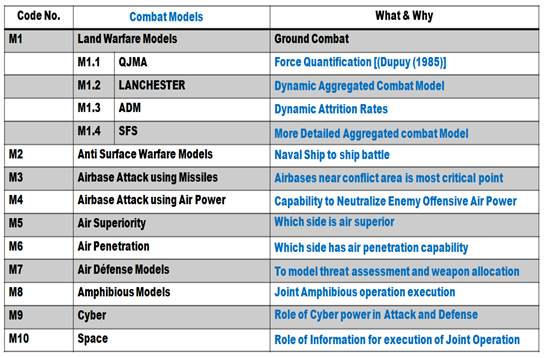 Code No. Combat Models What & Why
M1 Land Warfare Models Ground Combat
M1.1 QJMA Force Quantification [(Dupuy (1985)]
M1.2 LANCHESTER Dynamic Aggregated Combat Model
M1.3 ADM Dynamic Attrition Rates
M1.4 SFS More Detailed Aggregated combat Model
M2 Anti Surface Warfare Models Naval Ship to ship battle
M3 Airbase Attack using Missiles Airbases near conflict area is most critical point
M4 Airbase Attack using Air Power Capability to Neutralize Enemy Offensive Air Power
M5 Air Superiority Which side is air superior
M6 Air Penetration Which side has air penetration capability
M7 Air Défense Models To model threat assessment and weapon allocation
M8 Amphibious Models Joint Amphibious operation execution
M9 Cyber Role of Cyber power in Attack and Defense
M10 Space Role of Information for execution of Joint Operation